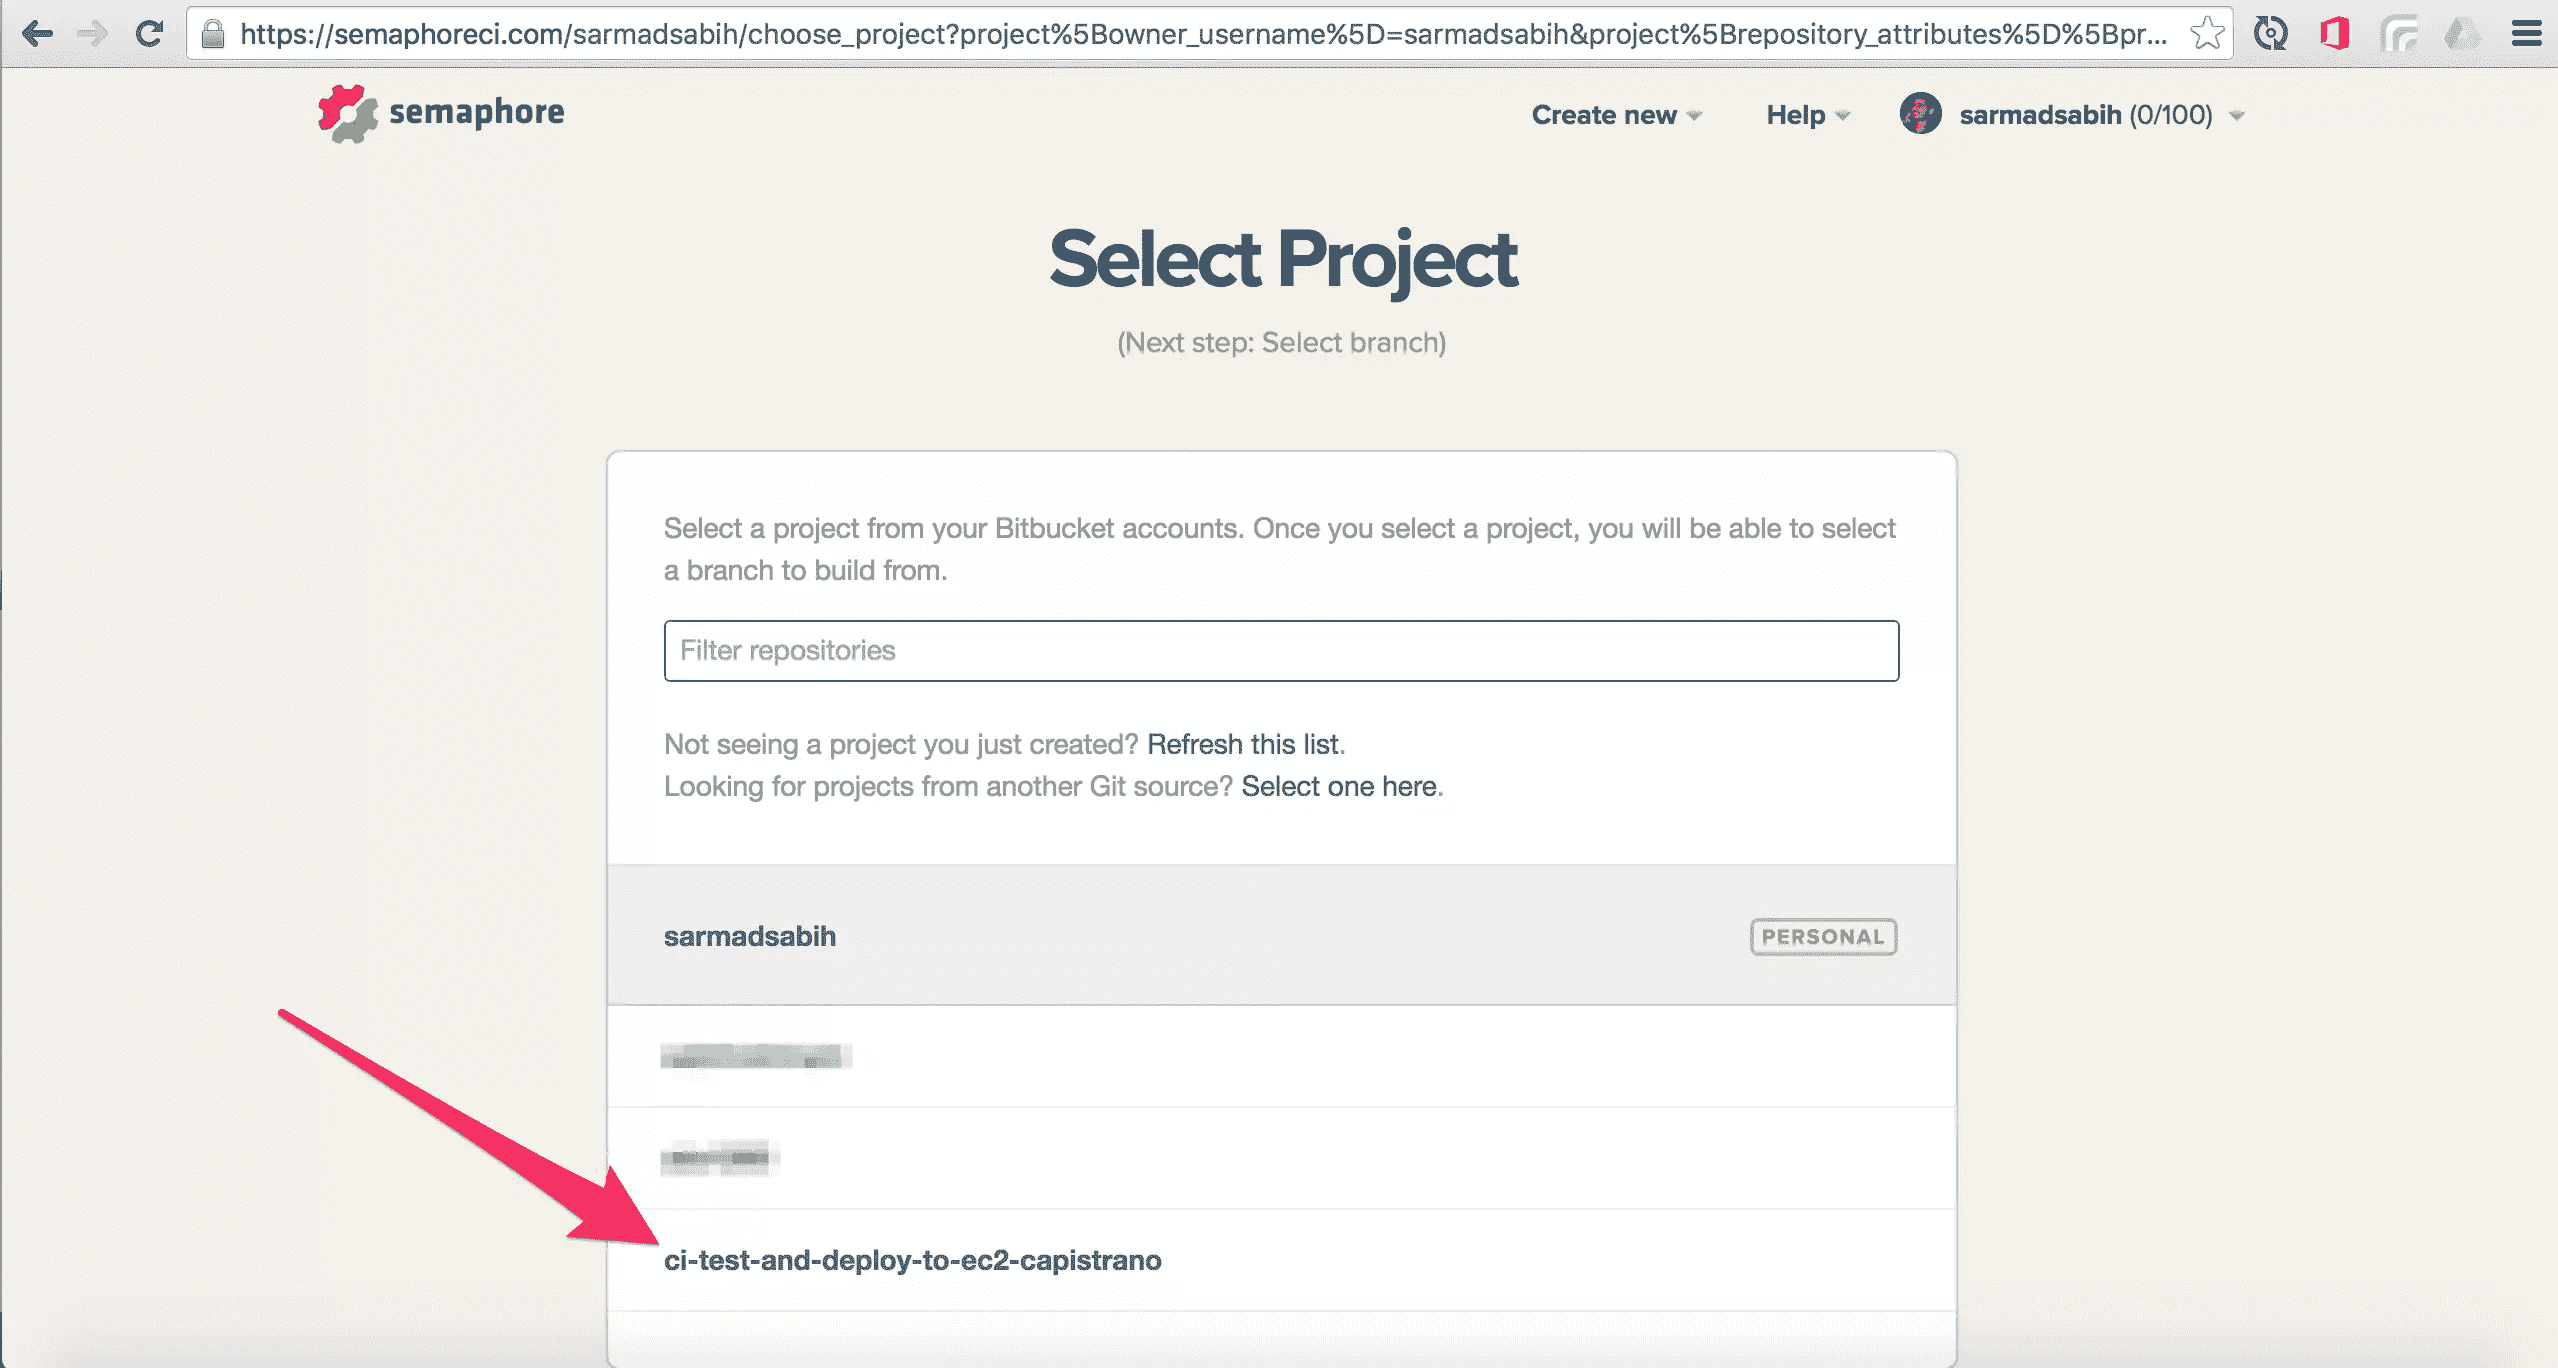 https://semaphoreci.com/sarmadsabih/choose_project?project%5Bowner_username%5D=sarmadsabih&project%5Brepository_attributes%5D%5Bpr...
semaphore
Create new
Help
sarmadsabih (0/100)
Select Project
(Next step: Select branch)
Select a project from your Bitbucket accounts. Once you select a project, you will be able to select
a branch to build from.
Filter repositories
Not seeing a project you just created? Refresh this list.
Looking for projects from another Git source? Select one here.
sarmadsabih
PERSONAL
ci-test-and-deploy-to-ec2-capistrano